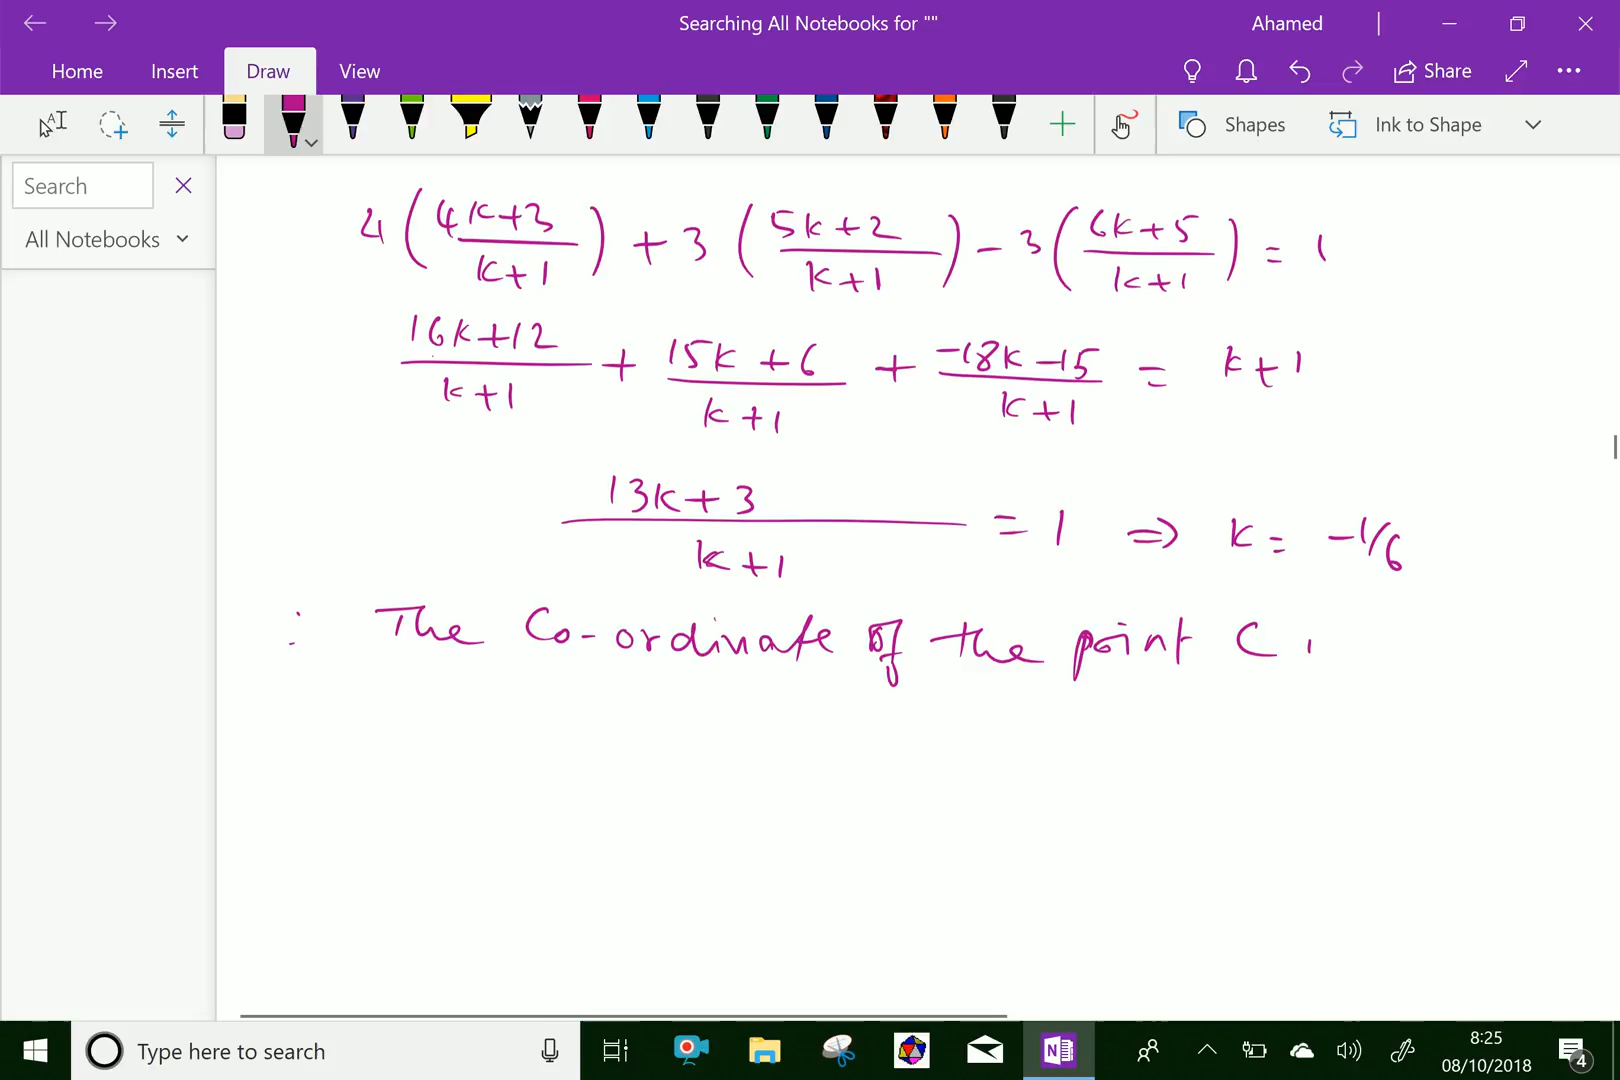 Searching All Notebooks for ""
Ahamed
Home Insert Draw View
Share
Shapes
Ink to Shape
Search
All Notebooks
4 ( (4k+3)/(k+1) ) + 3 ( (5k+2)/(k+1) ) - 3 ( (6k+5)/(k+1) ) = 1
(16k+12)/(k+1) + (15k+6)/(k+1) + (-18k-15)/(k+1) = k+1
(13k+3)/(k+1) = 1 ⇒ k = -1/6
∴ The Co-ordinate of the point C
Type here to search
8:25
08/10/2018
4